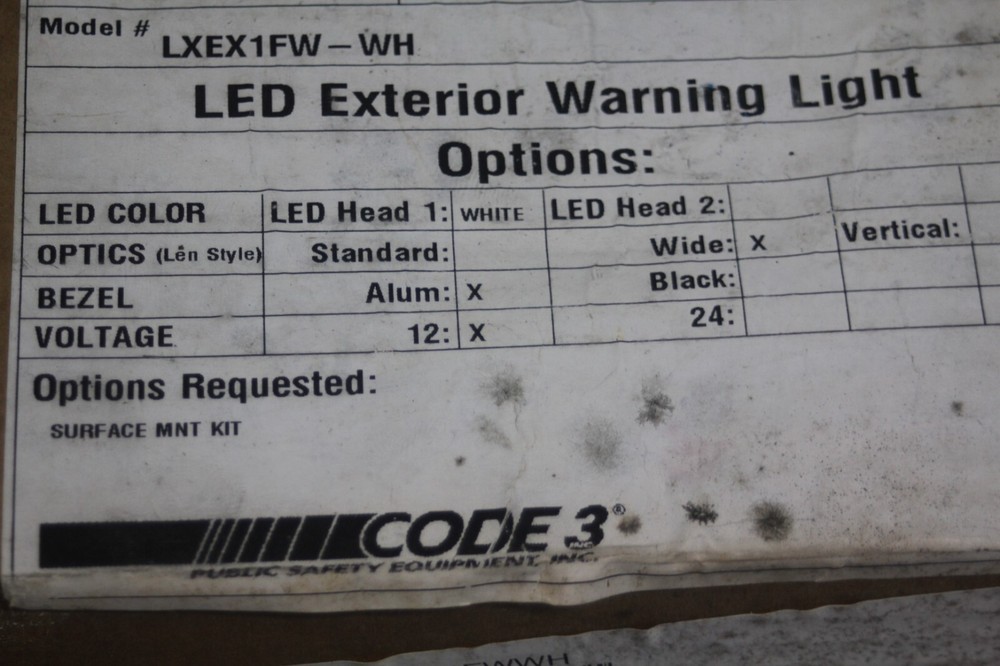 Model # LXEX1FW-WH
LED Exterior Warning Light
Options:
LED COLOR LED Head 1: WHITE LED Head 2:
OPTICS (Lên Style) Standard: Wide: X Vertical:
BEZEL Alum: X Black:
VOLTAGE 12: X 24:
Options Requested:
SURFACE MNT KIT
CODE 3® INC.
PUBLIC SAFETY EQUIPMENT, INC.